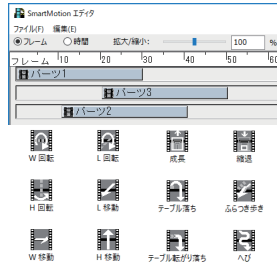 SmartMotion エディタ
ファイル(F) 編集(E)
フレーム 時間 拡大/縮小: 100 %
フレーム 10 20 30 40 50 60
パーツ1
パーツ3
パーツ2
W 回転 L 回転 成長 縮退
H 回転 L 移動 テーブル落ち ふらつき歩き
W 移動 H 移動 テーブル転がり落ち へび